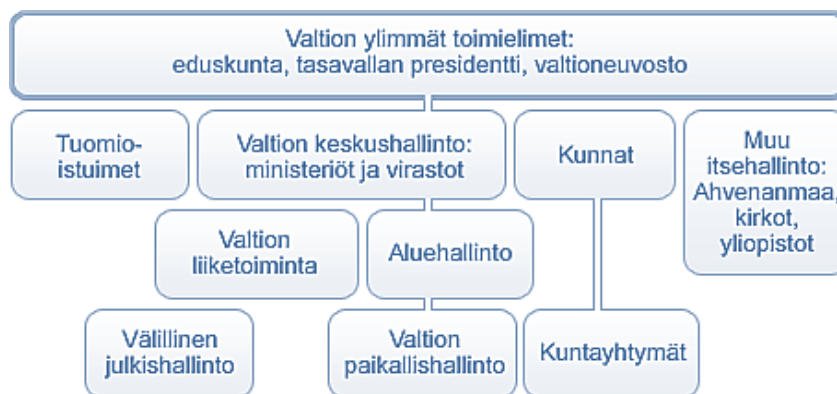 Valtion ylimmät toimielimet:
eduskunta, tasavallan presidentti, valtioneuvosto
Tuomio-
istuimet
Valtion keskushallinto:
ministeriöt ja virastot
Kunnat
Muu
itsehallinto:
Ahvenanmaa,
kirkot,
yliopistot
Valtion
liiketoiminta
Aluehallinto
Välillinen
julkishallinto
Valtion
paikallishallinto
Kuntayhtymät